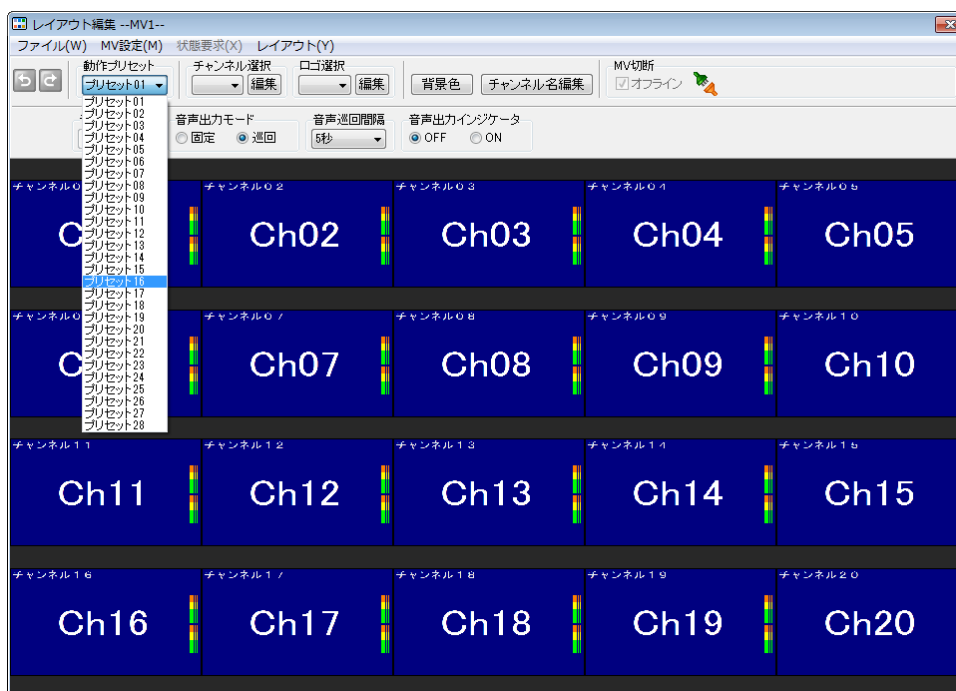 レイアウト編集 --MV1--
ファイル(W) MV設定(M) 状態要求(X) レイアウト(Y)
動作プリセット チャンネル選択 ロゴ選択 MV切断
プリセット01 編集 編集 背景色 チャンネル名編集 オフライン
音声出力モード 音声巡回間隔 音声出力インジケータ
固定 巡回 5秒 OFF ON
プリセット01
プリセット02
プリセット03
プリセット04
プリセット05
プリセット06
プリセット07
プリセット08
プリセット09
プリセット10
プリセット11
プリセット12
プリセット13
プリセット14
プリセット15
プリセット16
プリセット17
プリセット18
プリセット19
プリセット20
プリセット21
プリセット22
プリセット23
プリセット24
プリセット25
プリセット26
プリセット27
プリセット28
チャンネル02 チャンネル03 チャンネル04 チャンネル05
Ch02 Ch03 Ch04 Ch05
チャンネル07 チャンネル08 チャンネル09 チャンネル10
Ch07 Ch08 Ch09 Ch10
チャンネル11 チャンネル12 チャンネル13 チャンネル14 チャンネル15
Ch11 Ch12 Ch13 Ch14 Ch15
チャンネル16 チャンネル17 チャンネル18 チャンネル19 チャンネル20
Ch16 Ch17 Ch18 Ch19 Ch20